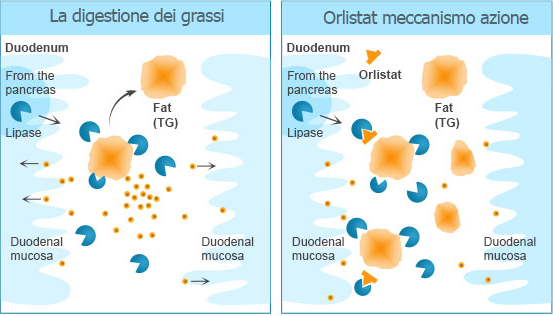 La digestione dei grassi
Duodenum
From the
pancreas
Lipase
Fat
(TG)
Duodenal
mucosa
Duodenal
mucosa
Orlistat meccanismo azione
Duodenum
Orlistat
From the
pancreas
Lipase
Fat
(TG)
Duodenal
mucosa
Duodenal
mucosa